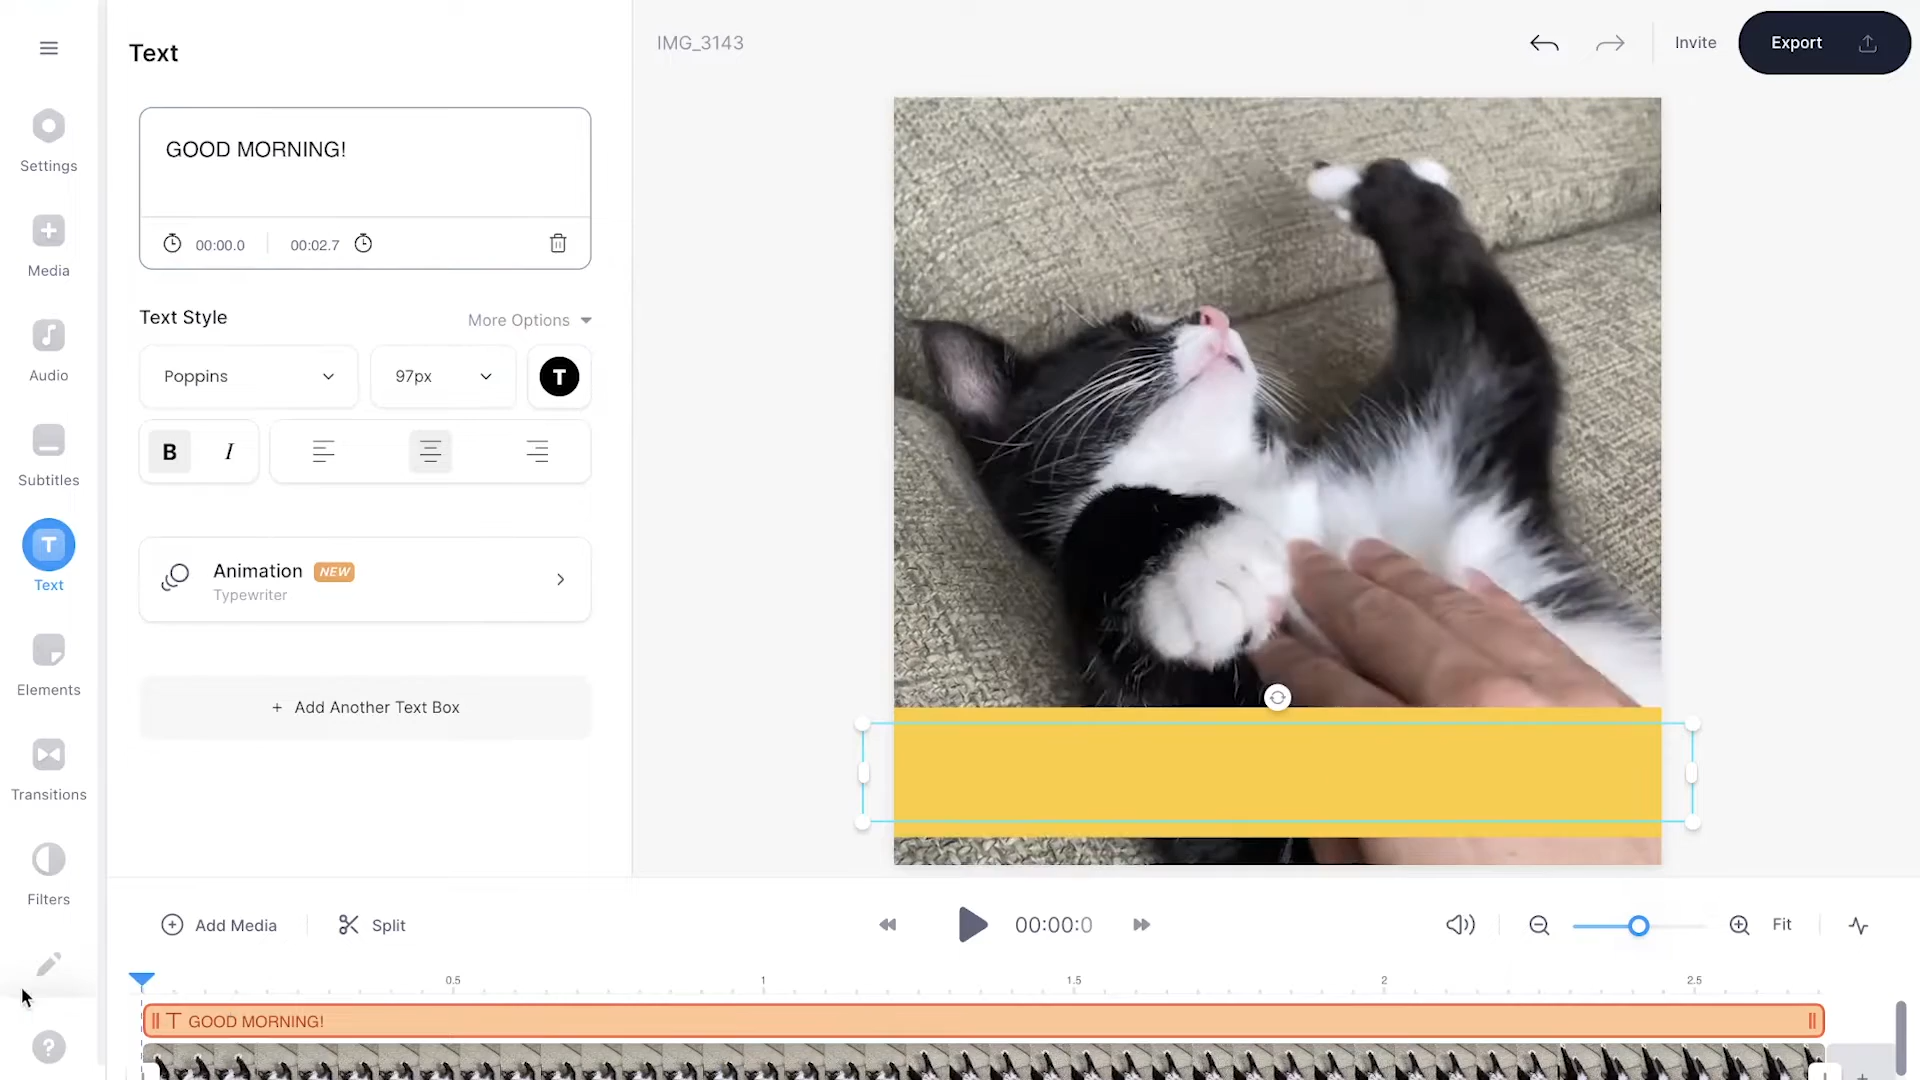 Text
IMG_3143
Invite
Export
GOOD MORNING!
00:00.0
00:02.7
Settings
Media
Audio
Subtitles
T
Text
Elements
Transitions
Filters
Text Style
More Options
Poppins
97px
T
B I
Animation NEW
Typewriter
+ Add Another Text Box
Add Media
Split
00:00:0
Fit
0.5 1 1.5 2 2.5
T GOOD MORNING!
?